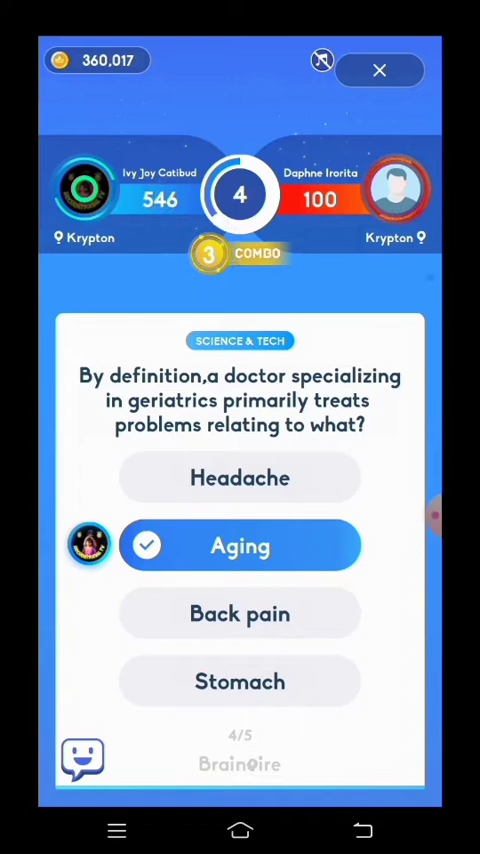 360,017
Ivy Joy Catibud
546
4
Daphne Irorita
100
Krypton
Krypton
3 COMBO
SCIENCE & TECH
By definition,a doctor specializing
in geriatrics primarily treats
problems relating to what?
Headache
Aging
Back pain
Stomach
4/5
Brainpire